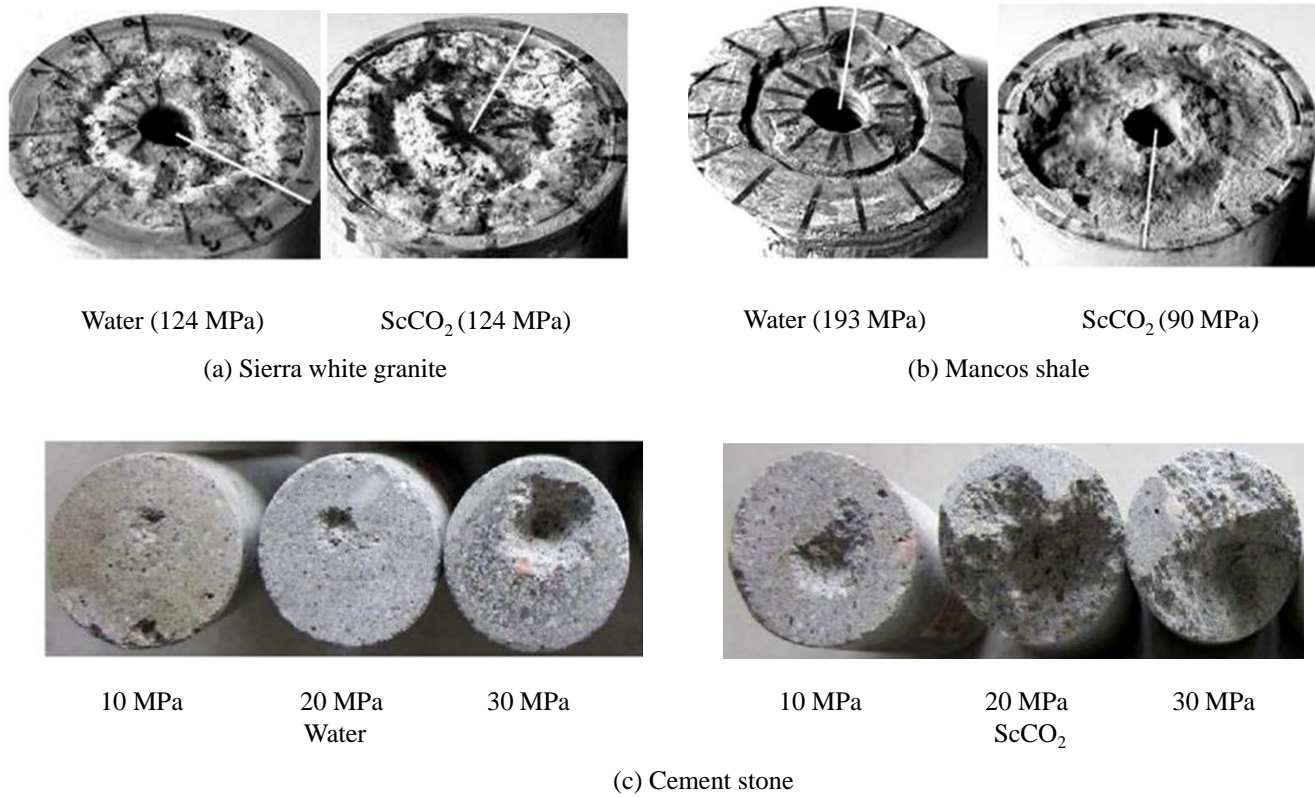 Water (124 MPa)
ScCO₂ (124 MPa)
(a) Sierra white granite
Water (193 MPa)
ScCO₂ (90 MPa)
(b) Mancos shale
10 MPa 20 MPa 30 MPa
Water
10 MPa 20 MPa 30 MPa
ScCO₂
(c) Cement stone